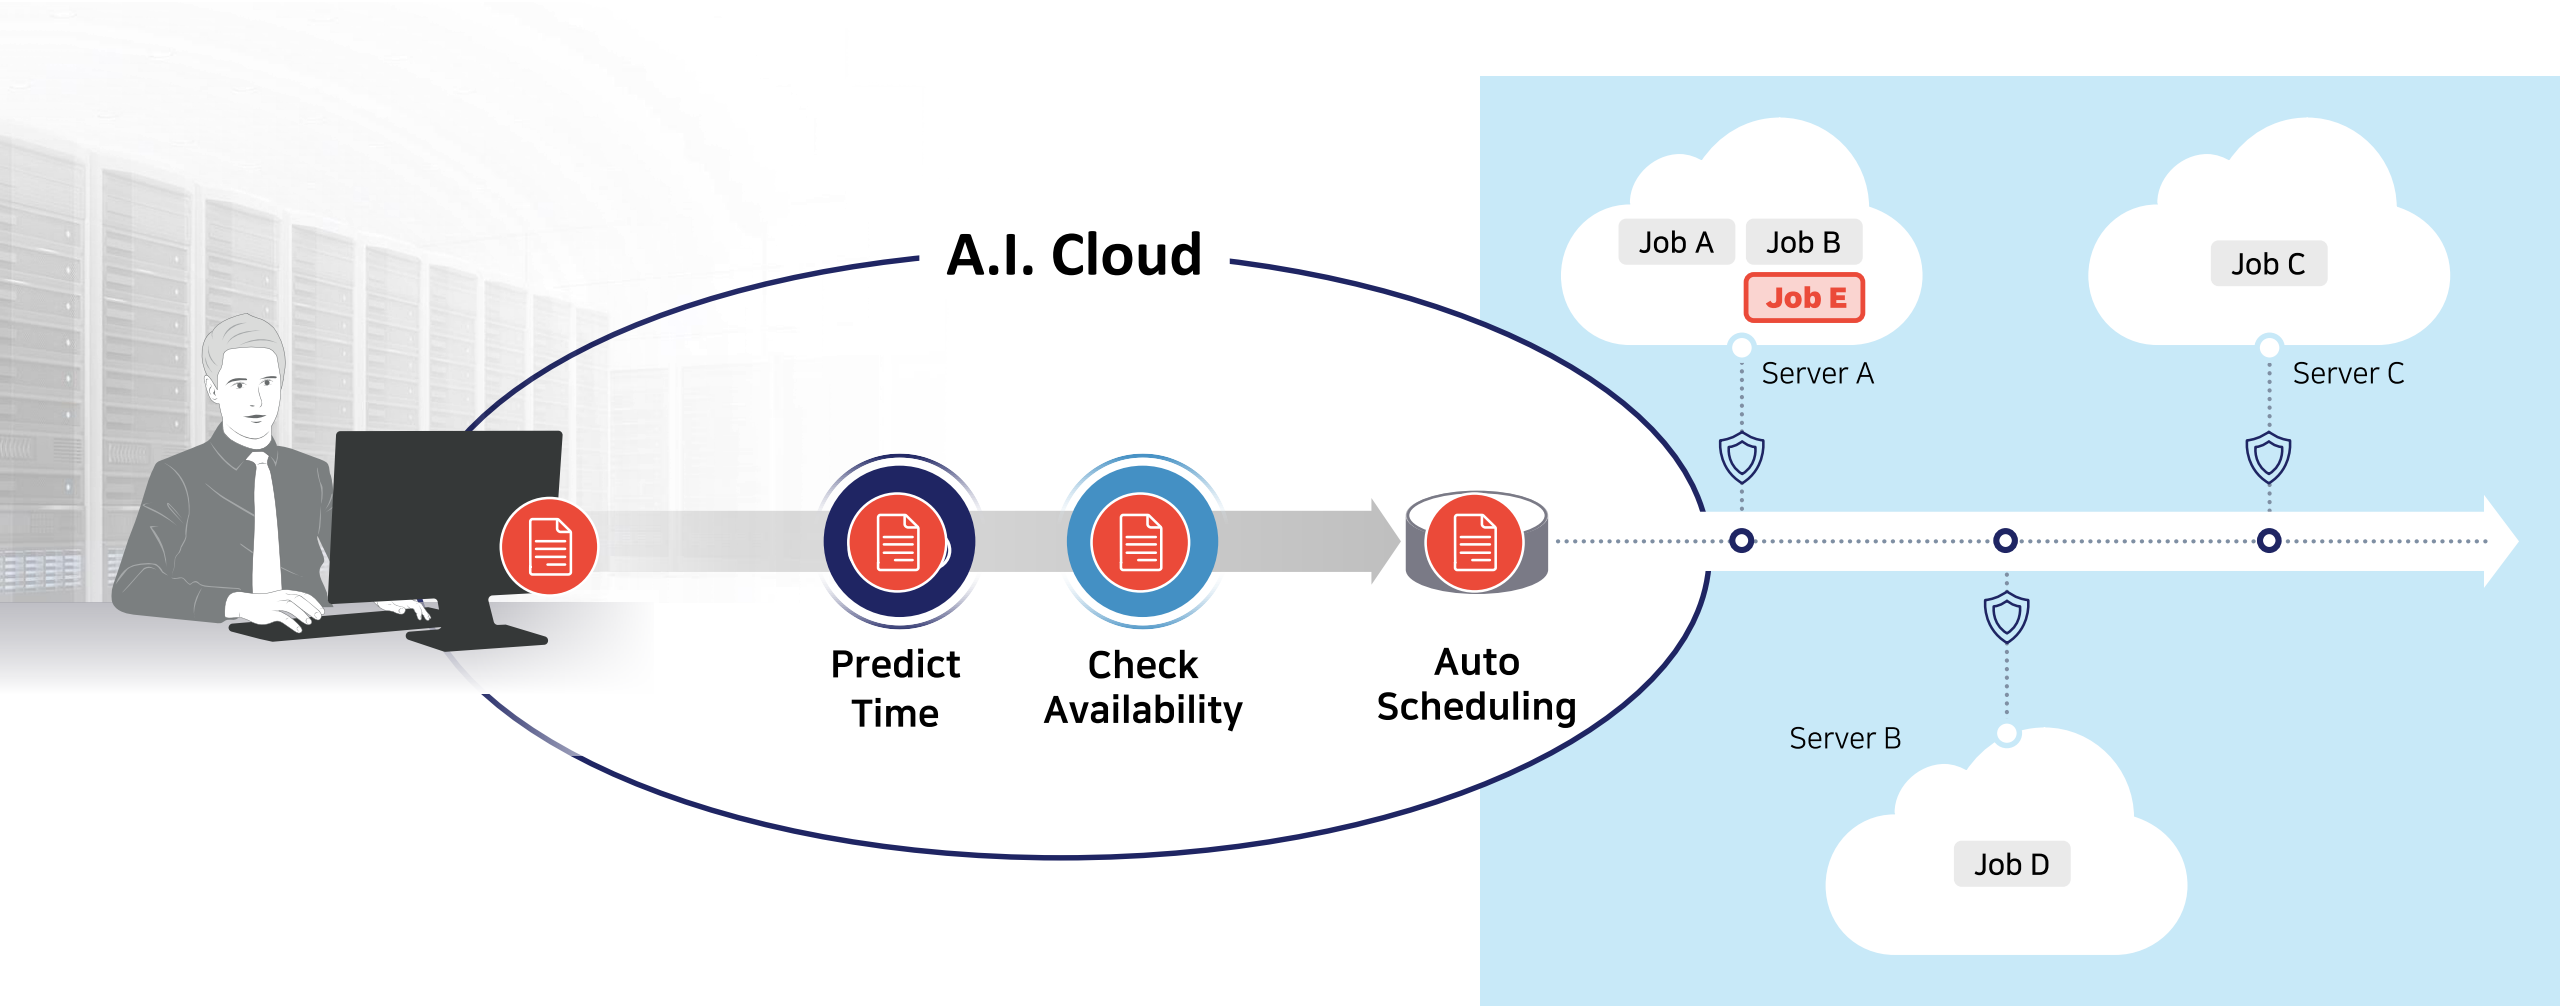 A.I. Cloud
Predict
Time
Check
Availability
Auto
Scheduling
Job A
Job B
Job E
Server A
Job C
Server C
Server B
Job D